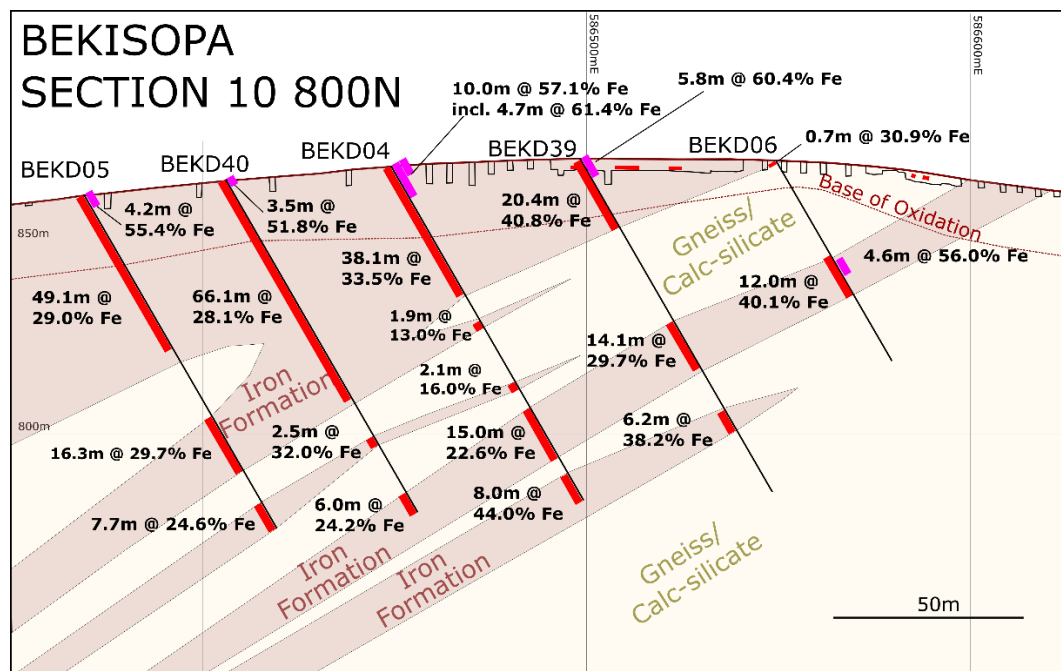 BEKISOPA
SECTION 10 800N
586500mE
586600mE
10.0m @ 57.1% Fe
incl. 4.7m @ 61.4% Fe
5.8m @ 60.4% Fe
0.7m @ 30.9% Fe
BEKD05
BEKD40
BEKD04
BEKD39
BEKD06
4.2m @
55.4% Fe
3.5m @
51.8% Fe
20.4m @
40.8% Fe
Gneiss/
Calc-silicate
Base of Oxidation
850m
38.1m @
33.5% Fe
4.6m @ 56.0% Fe
49.1m @
29.0% Fe
66.1m @
28.1% Fe
12.0m @
40.1% Fe
1.9m @
13.0% Fe
14.1m @
29.7% Fe
2.1m @
16.0% Fe
Iron
Formation
800m
16.3m @ 29.7% Fe
2.5m @
32.0% Fe
15.0m @
22.6% Fe
6.2m @
38.2% Fe
7.7m @ 24.6% Fe
6.0m @
24.2% Fe
8.0m @
44.0% Fe
Iron
Formation
Iron
Formation
Gneiss/
Calc-silicate
50m